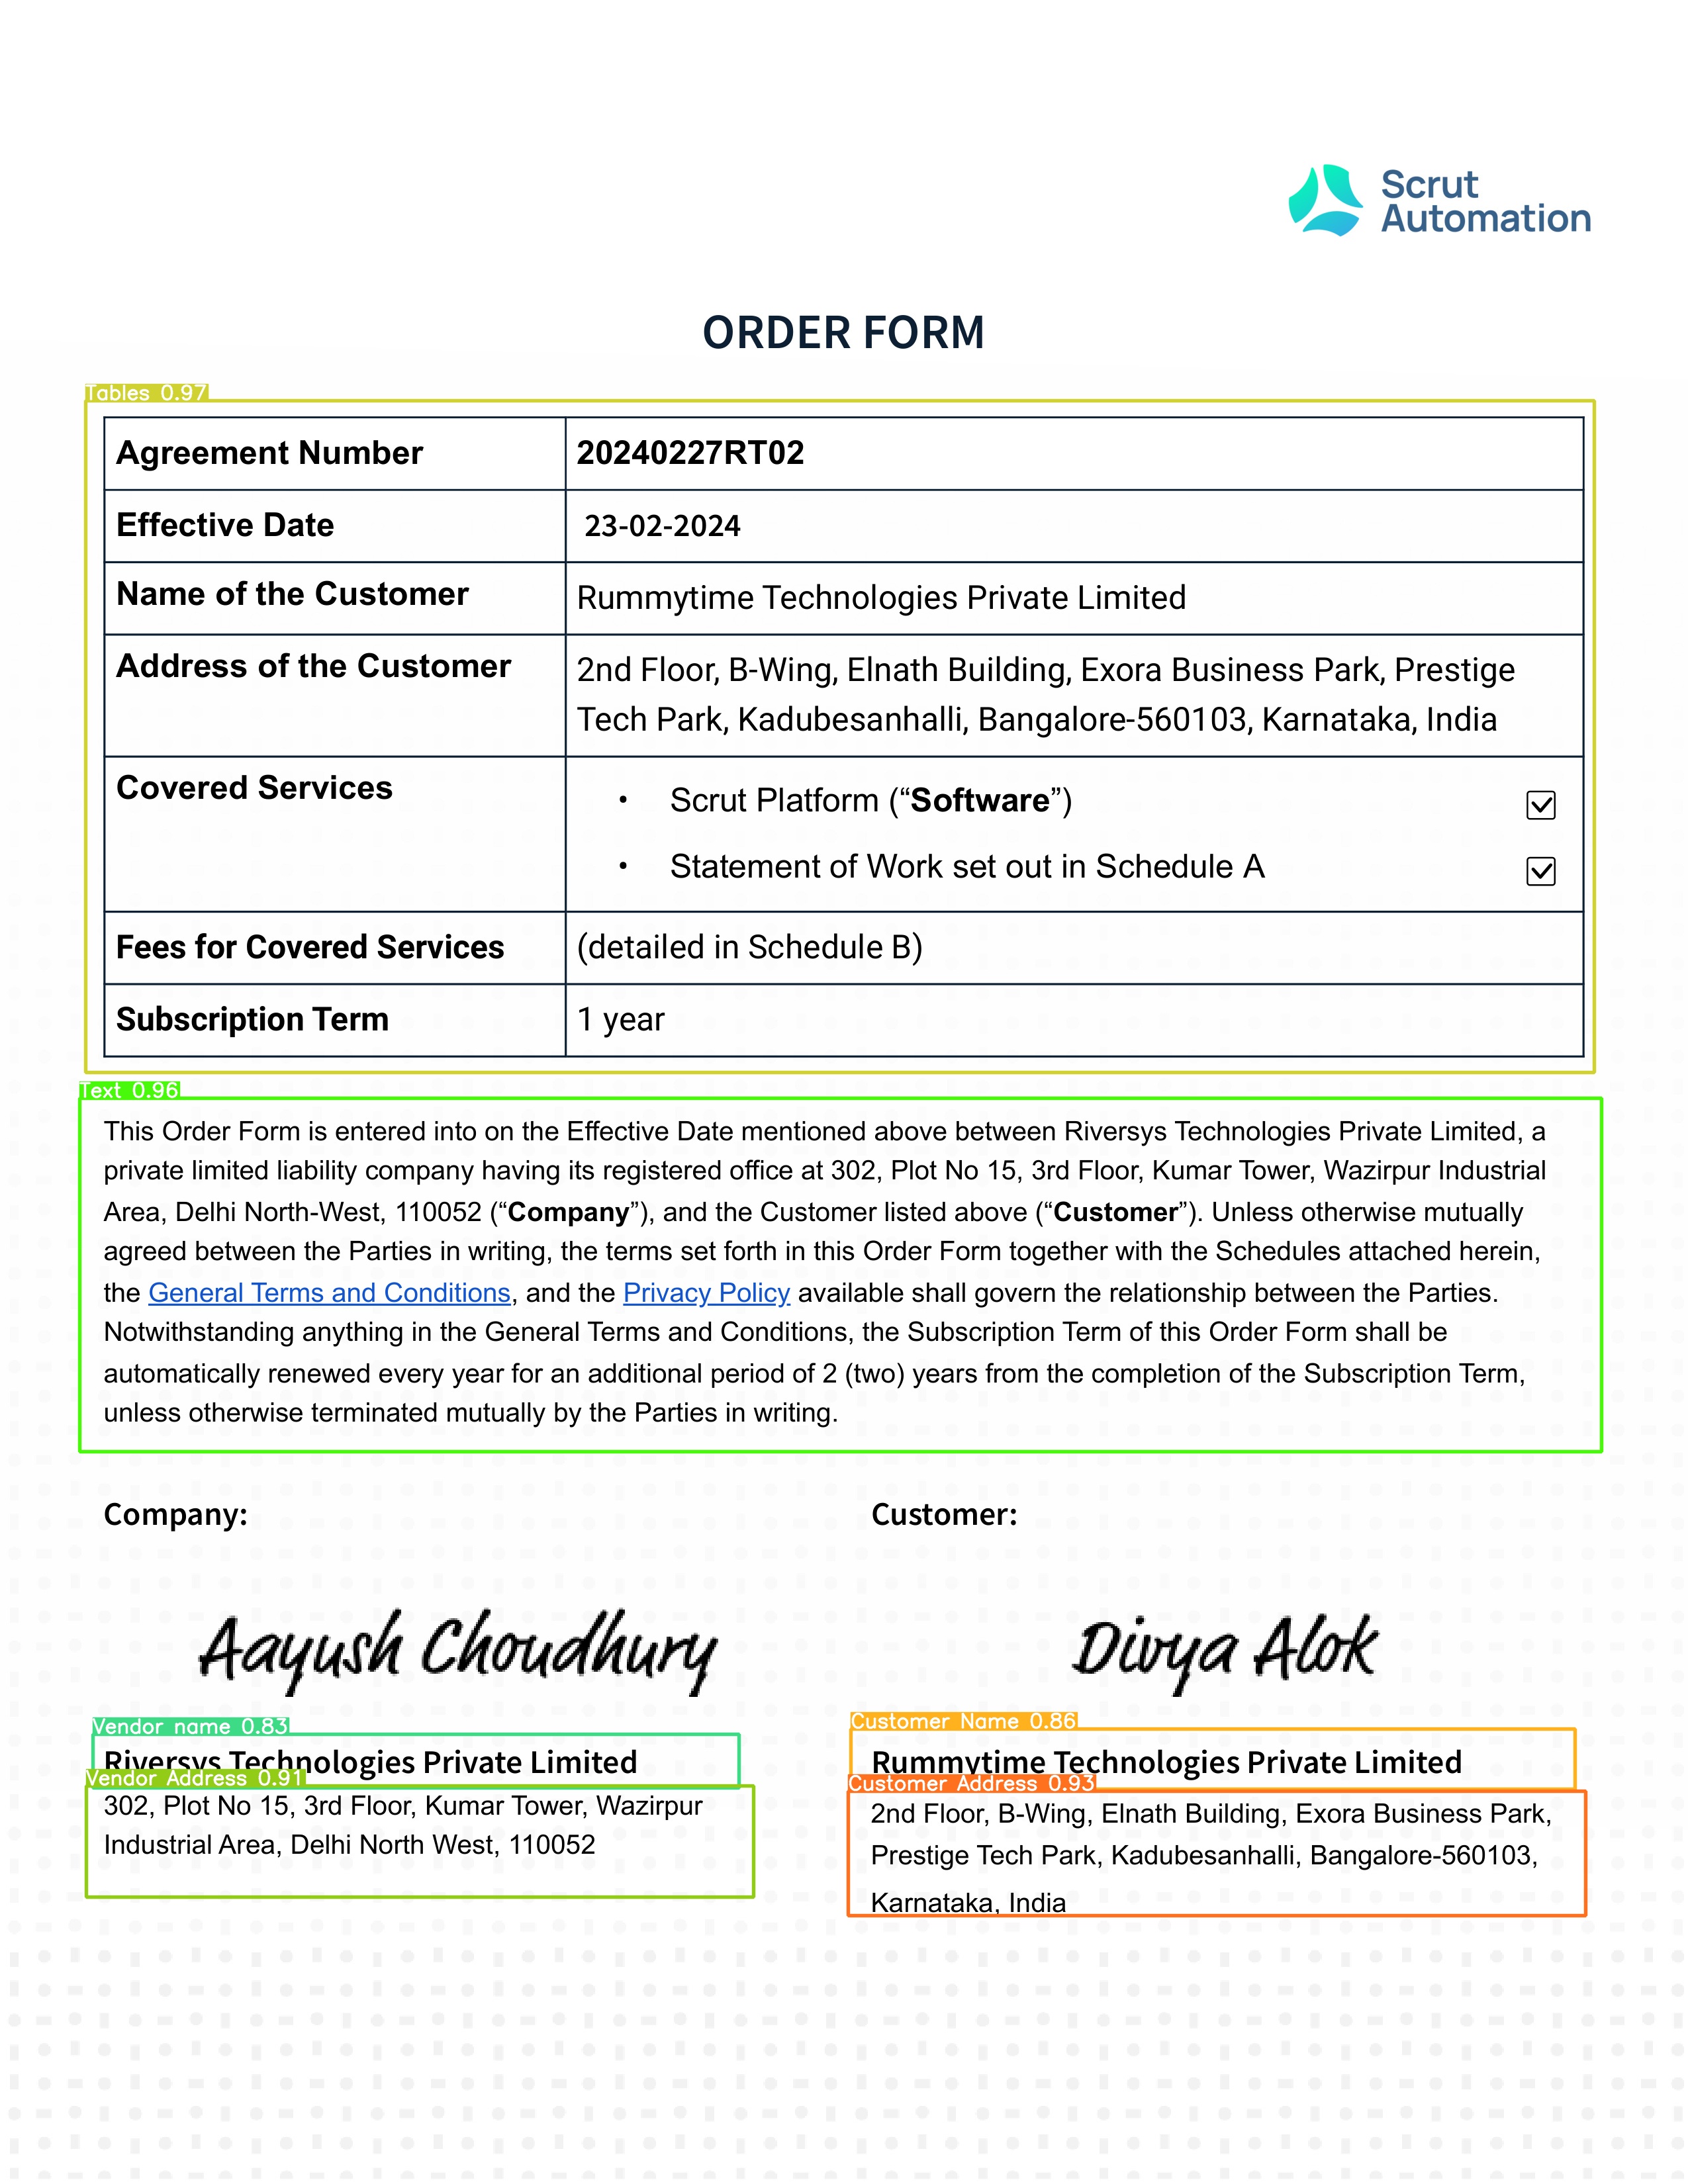 Scrut
Automation
ORDER FORM
Tables 0.97
Agreement Number 20240227RT02
Effective Date 23-02-2024
Name of the Customer Rummytime Technologies Private Limited
Address of the Customer 2nd Floor, B-Wing, Elnath Building, Exora Business Park, Prestige
Tech Park, Kadubesanhalli, Bangalore-560103, Karnataka, India
Covered Services • Scrut Platform (“Software”) ☑
• Statement of Work set out in Schedule A ☑
Fees for Covered Services (detailed in Schedule B)
Subscription Term 1 year
Text 0.96
This Order Form is entered into on the Effective Date mentioned above between Riversys Technologies Private Limited, a
private limited liability company having its registered office at 302, Plot No 15, 3rd Floor, Kumar Tower, Wazirpur Industrial
Area, Delhi North-West, 110052 (“Company”), and the Customer listed above (“Customer”). Unless otherwise mutually
agreed between the Parties in writing, the terms set forth in this Order Form together with the Schedules attached herein,
the General Terms and Conditions, and the Privacy Policy available shall govern the relationship between the Parties.
Notwithstanding anything in the General Terms and Conditions, the Subscription Term of this Order Form shall be
automatically renewed every year for an additional period of 2 (two) years from the completion of the Subscription Term,
unless otherwise terminated mutually by the Parties in writing.
Company: Customer:
Aayush Choudhury Divya Alok
Vendor name 0.83 Customer Name 0.86
Riversys Technologies Private Limited Rummytime Technologies Private Limited
Vendor Address 0.91 Customer Address 0.93
302, Plot No 15, 3rd Floor, Kumar Tower, Wazirpur 2nd Floor, B-Wing, Elnath Building, Exora Business Park,
Industrial Area, Delhi North West, 110052 Prestige Tech Park, Kadubesanhalli, Bangalore-560103,
Karnataka, India